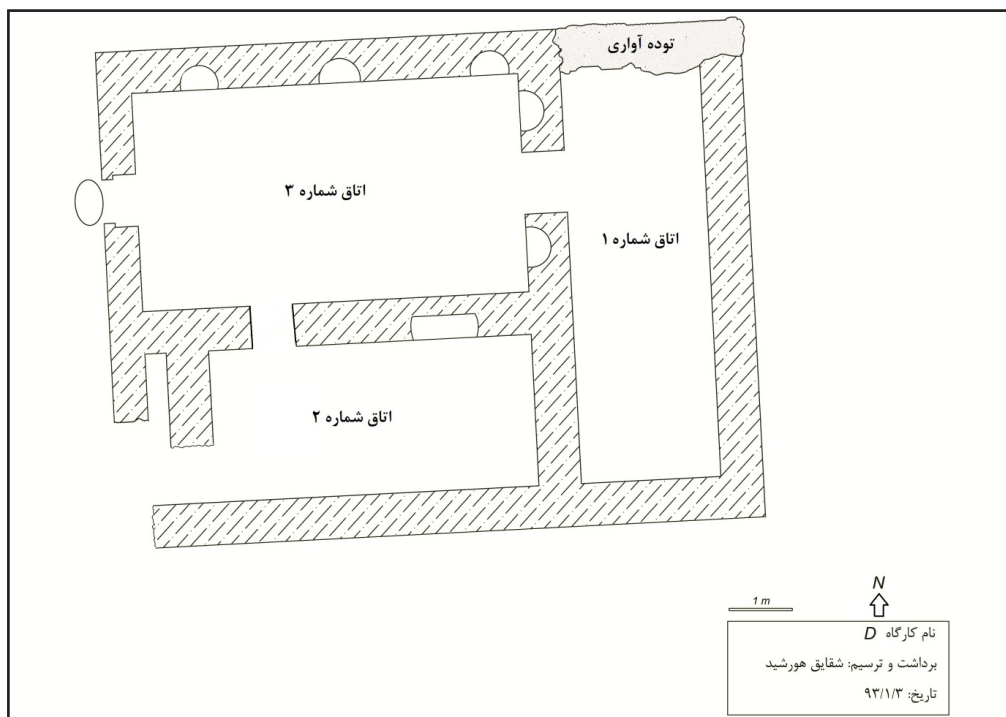 توده آواری
اتاق شماره ۳
اتاق شماره ۱
اتاق شماره ۲
1 m
N
نام کارگاه D
برداشت و ترسیم: شقایق هورشید
تاریخ: ۹۳/۱/۳